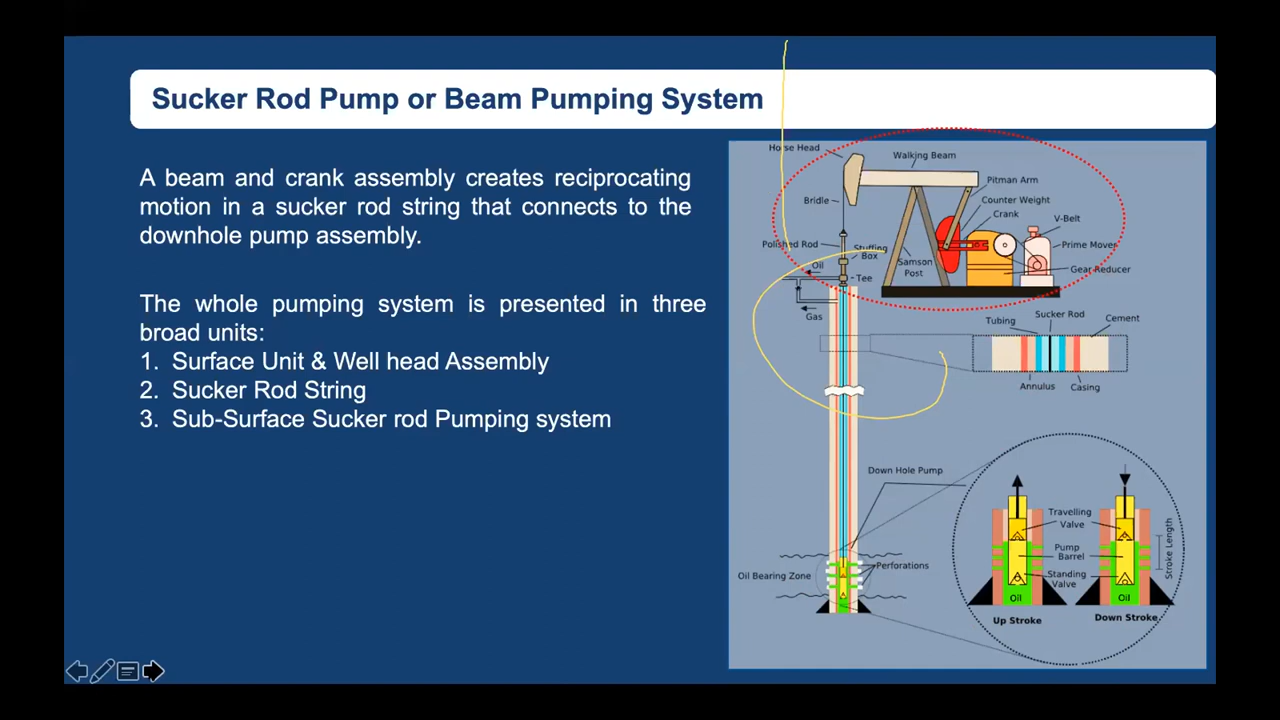 Sucker Rod Pump or Beam Pumping System
A beam and crank assembly creates reciprocating
motion in a sucker rod string that connects to the
downhole pump assembly.
The whole pumping system is presented in three
broad units:
1. Surface Unit & Well head Assembly
2. Sucker Rod String
3. Sub-Surface Sucker rod Pumping system
Horse Head
Walking Beam
Pitman Arm
Bridle
Counter Weight
Crank
V-Belt
Polished Rod
Stuffing
Box
Prime Mover
Oil
Tee
Samson
Post
Gear Reducer
Gas
Tubing
Sucker Rod
Cement
Annulus
Casing
Down Hole Pump
Oil Bearing Zone
Perforations
Travelling
Valve
Pump
Barrel
Standing
Valve
Stroke Length
Oil
Oil
Up Stroke
Down Stroke